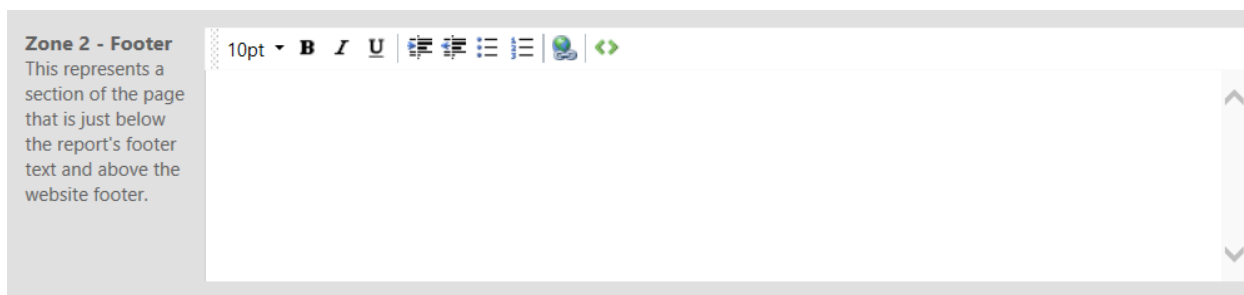 Zone 2 - Footer
This represents a
section of the page
that is just below
the report's footer
text and above the
website footer.
10pt B I U